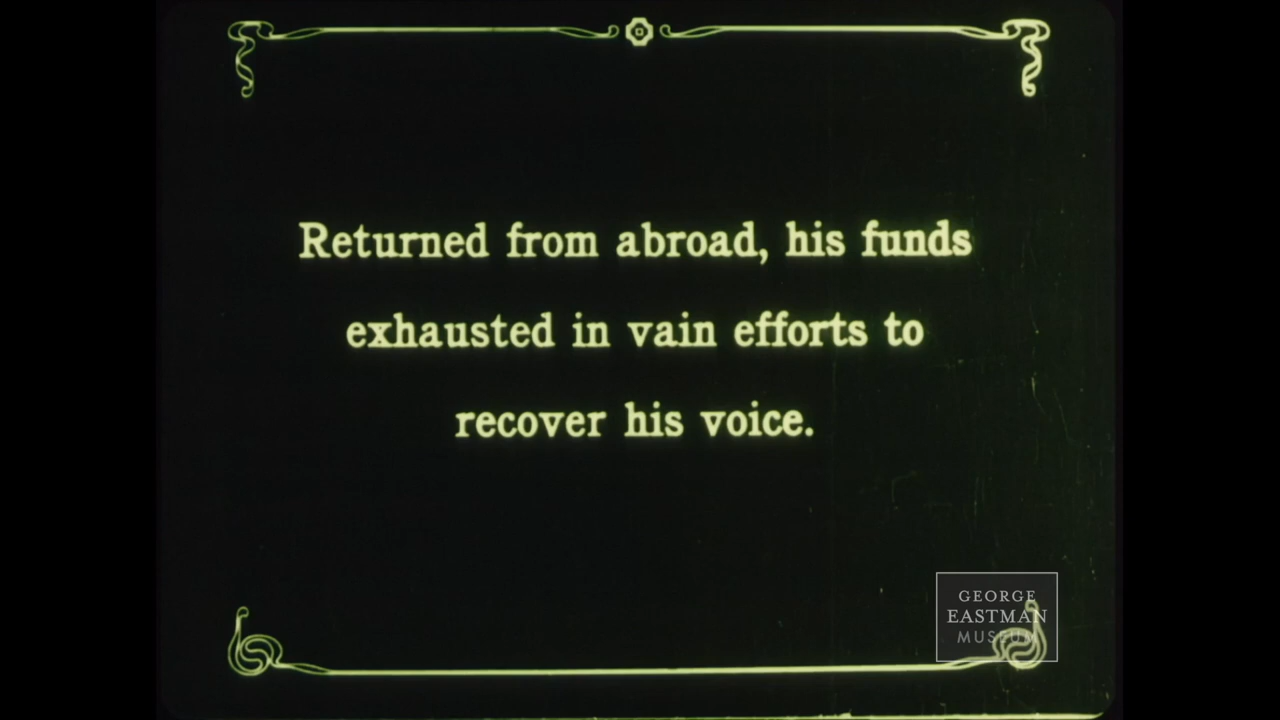 Returned from abroad, his funds
exhausted in vain efforts to
recover his voice.
GEORGE
EASTMAN
MUSEUM